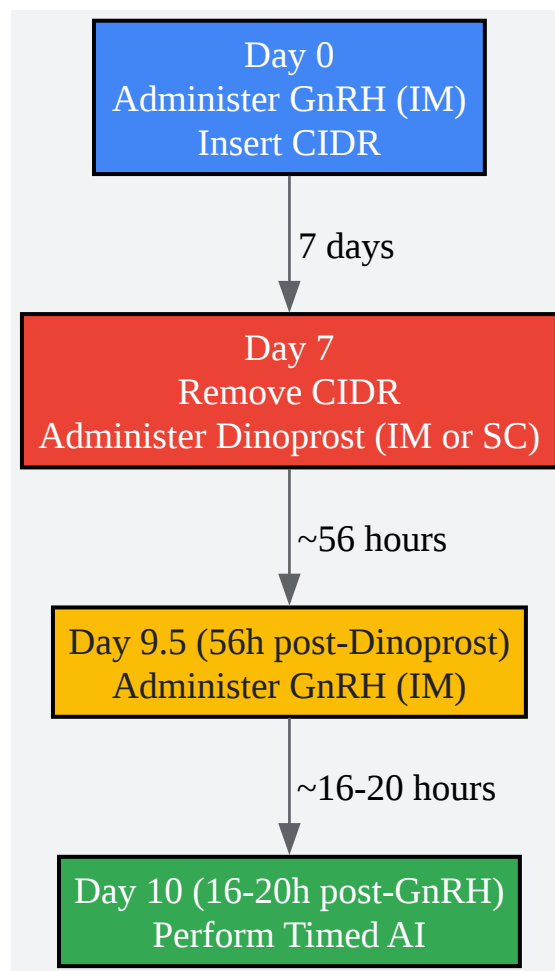 Day 0
Administer GnRH (IM)
Insert CIDR
7 days
Day 7
Remove CIDR
Administer Dinoprost (IM or SC)
~56 hours
Day 9.5 (56h post-Dinoprost)
Administer GnRH (IM)
~16-20 hours
Day 10 (16-20h post-GnRH)
Perform Timed AI